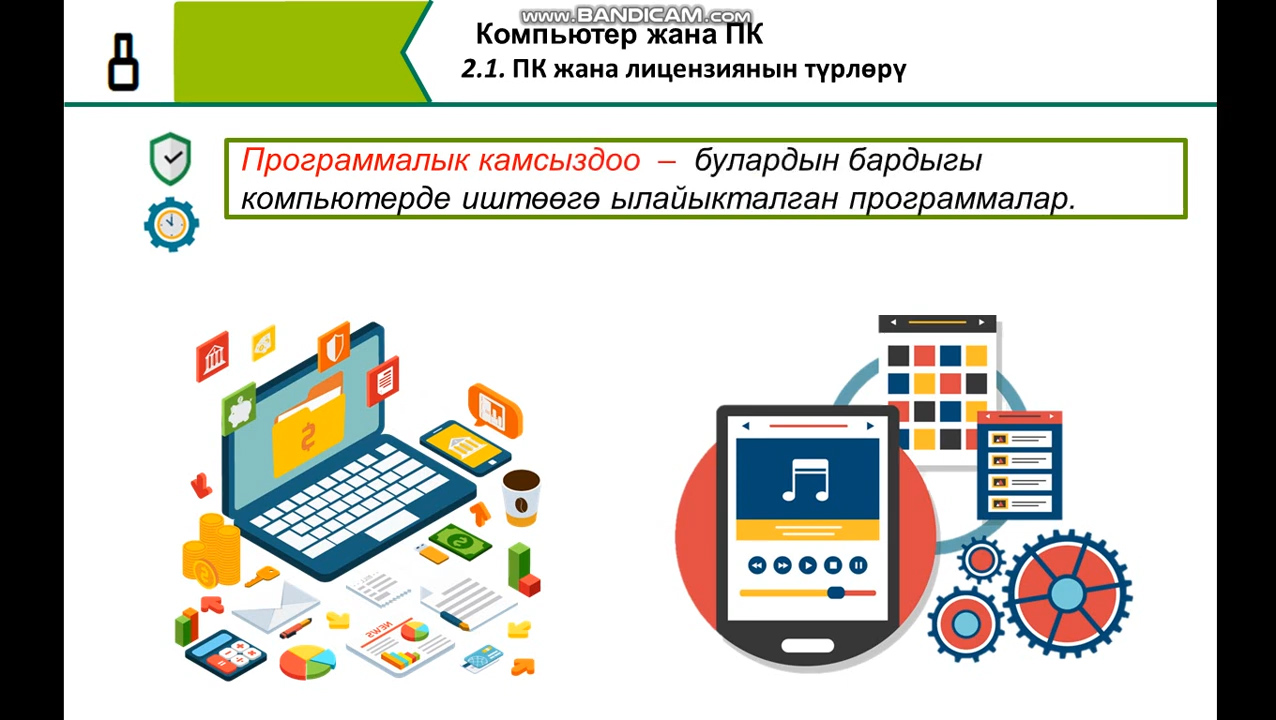 www.BANDICAM.com
Компьютер жана ПК
2.1. ПК жана лицензиянын түрлөрү
Программалык камсыздоо – булардын бардыгы
компьютерде иштөөгө ылайыкталган программалар.
NEWS